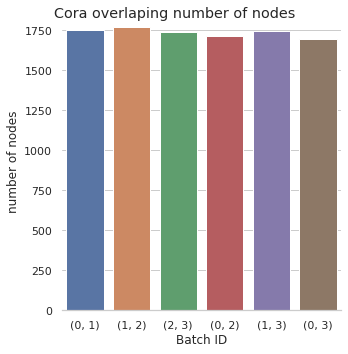 Cora overlaping number of nodes
1750
1500
1250
1000
750
500
250
0
number of nodes
(0, 1) (1, 2) (2, 3) (0, 2) (1, 3) (0, 3)
Batch ID